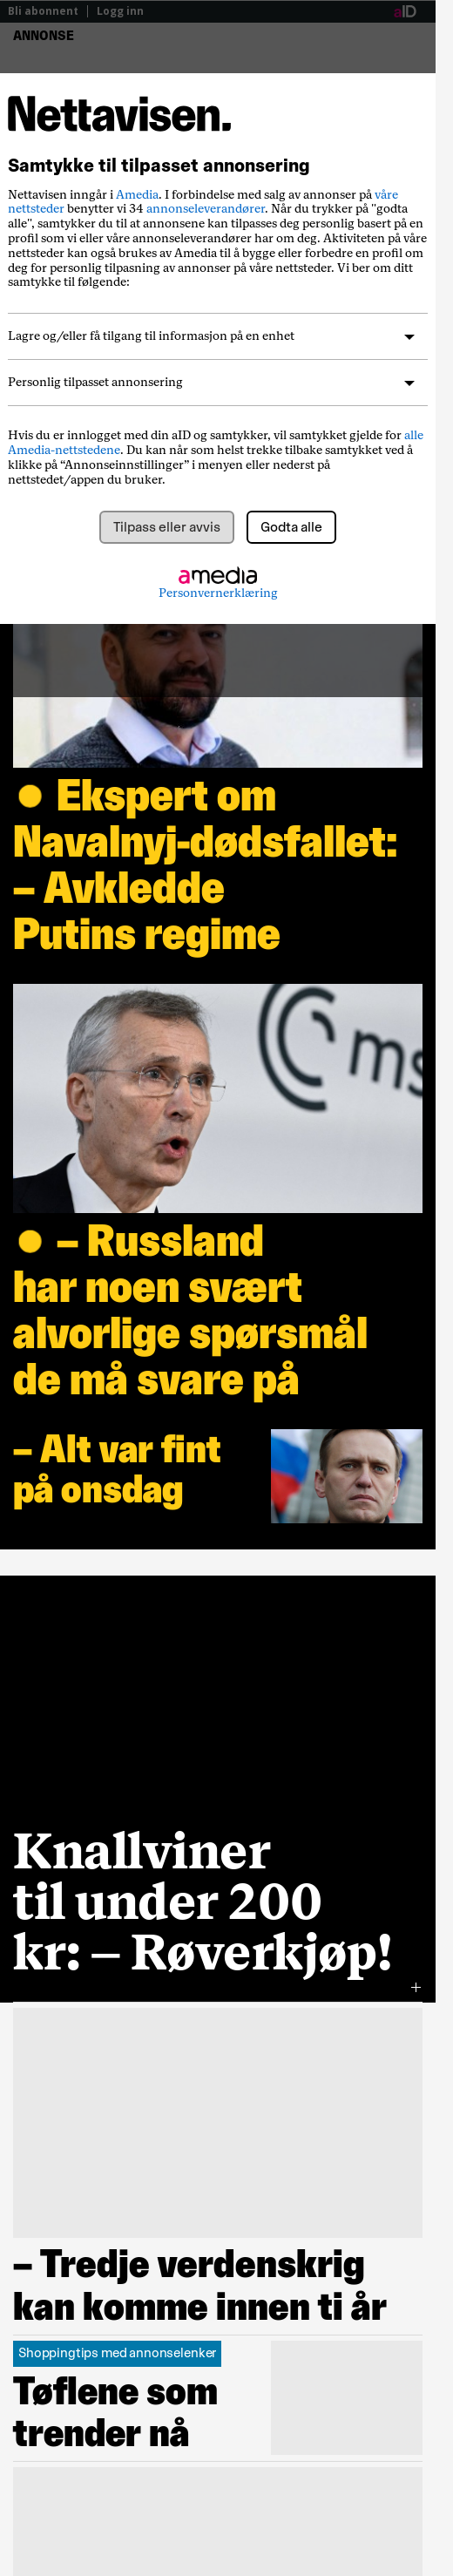 Bli abonnent | Logg inn
aID
ANNONSE
Nettavisen.
Samtykke til tilpasset annonsering
Nettavisen inngår i Amedia. I forbindelse med salg av annonser på våre
nettsteder benytter vi 34 annonseleverandører. Når du trykker på "godta
alle", samtykker du til at annonsene kan tilpasses deg personlig basert på en
profil som vi eller våre annonseleverandører har om deg. Aktiviteten på våre
nettsteder kan også brukes av Amedia til å bygge eller forbedre en profil om
deg for personlig tilpasning av annonser på våre nettsteder. Vi ber om ditt
samtykke til følgende:
Lagre og/eller få tilgang til informasjon på en enhet
Personlig tilpasset annonsering
Hvis du er innlogget med din aID og samtykker, vil samtykket gjelde for alle
Amedia-nettstedene. Du kan når som helst trekke tilbake samtykket ved å
klikke på “Annonseinnstillinger” i menyen eller nederst på
nettstedet/appen du bruker.
Tilpass eller avvis
Godta alle
amedia
Personvernerklæring
Ekspert om
Navalnyj-dødsfallet:
– Avkledde
Putins regime
ms
– Russland
har noen svært
alvorlige spørsmål
de må svare på
– Alt var fint
på onsdag
Knallviner
til under 200
kr: – Røverkjøp!
+
– Tredje verdenskrig
kan komme innen ti år
Shoppingtips med annonselenker
Tøflene som
trender nå